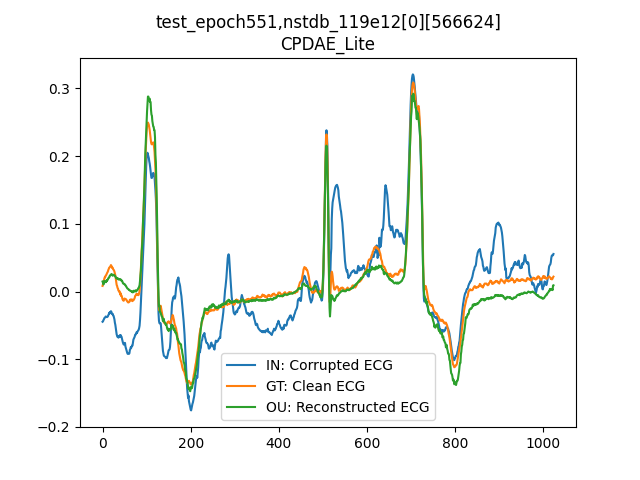 test_epoch551,nstdb_119e12[0][566624]
CPDAE_Lite
0.3
0.2
0.1
0.0
−0.1
−0.2
IN: Corrupted ECG
GT: Clean ECG
OU: Reconstructed ECG
0 200 400 600 800 1000